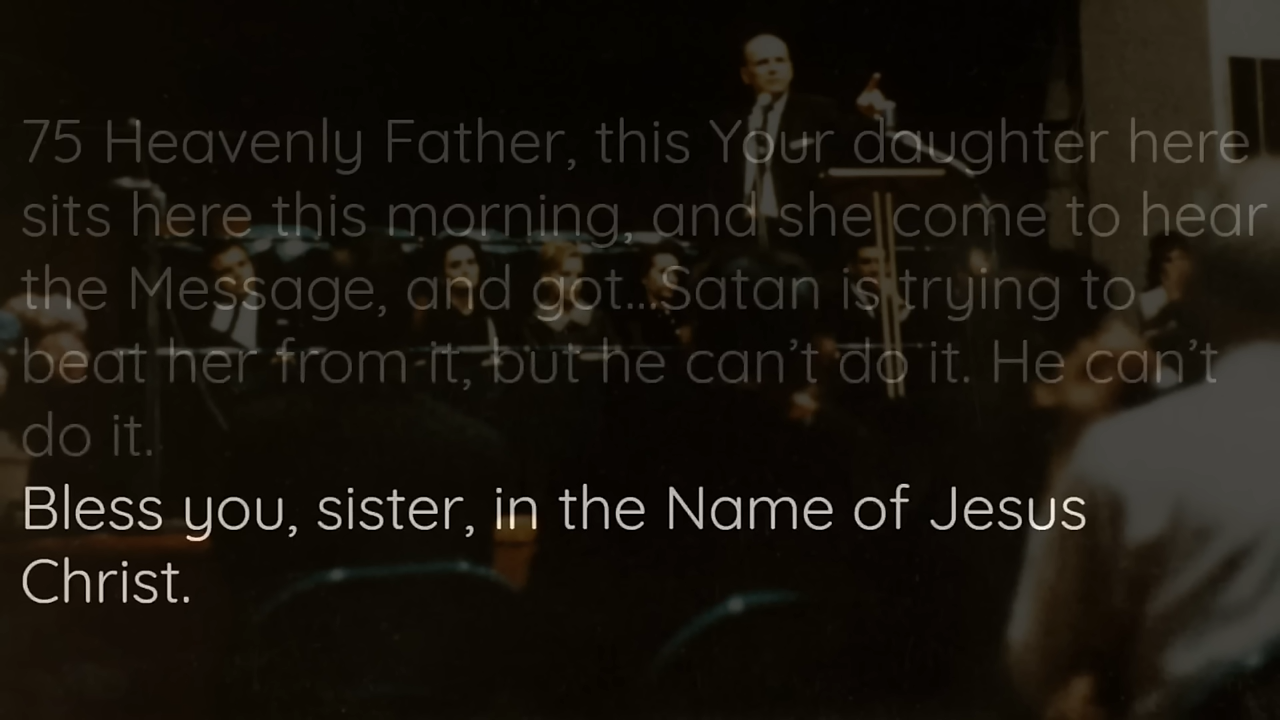 75 Heavenly Father, this Your daughter here
sits here this morning, and she come to hear
the Message, and got...Satan is trying to
beat her from it, but he can’t do it. He can’t
do it.
Bless you, sister, in the Name of Jesus
Christ.